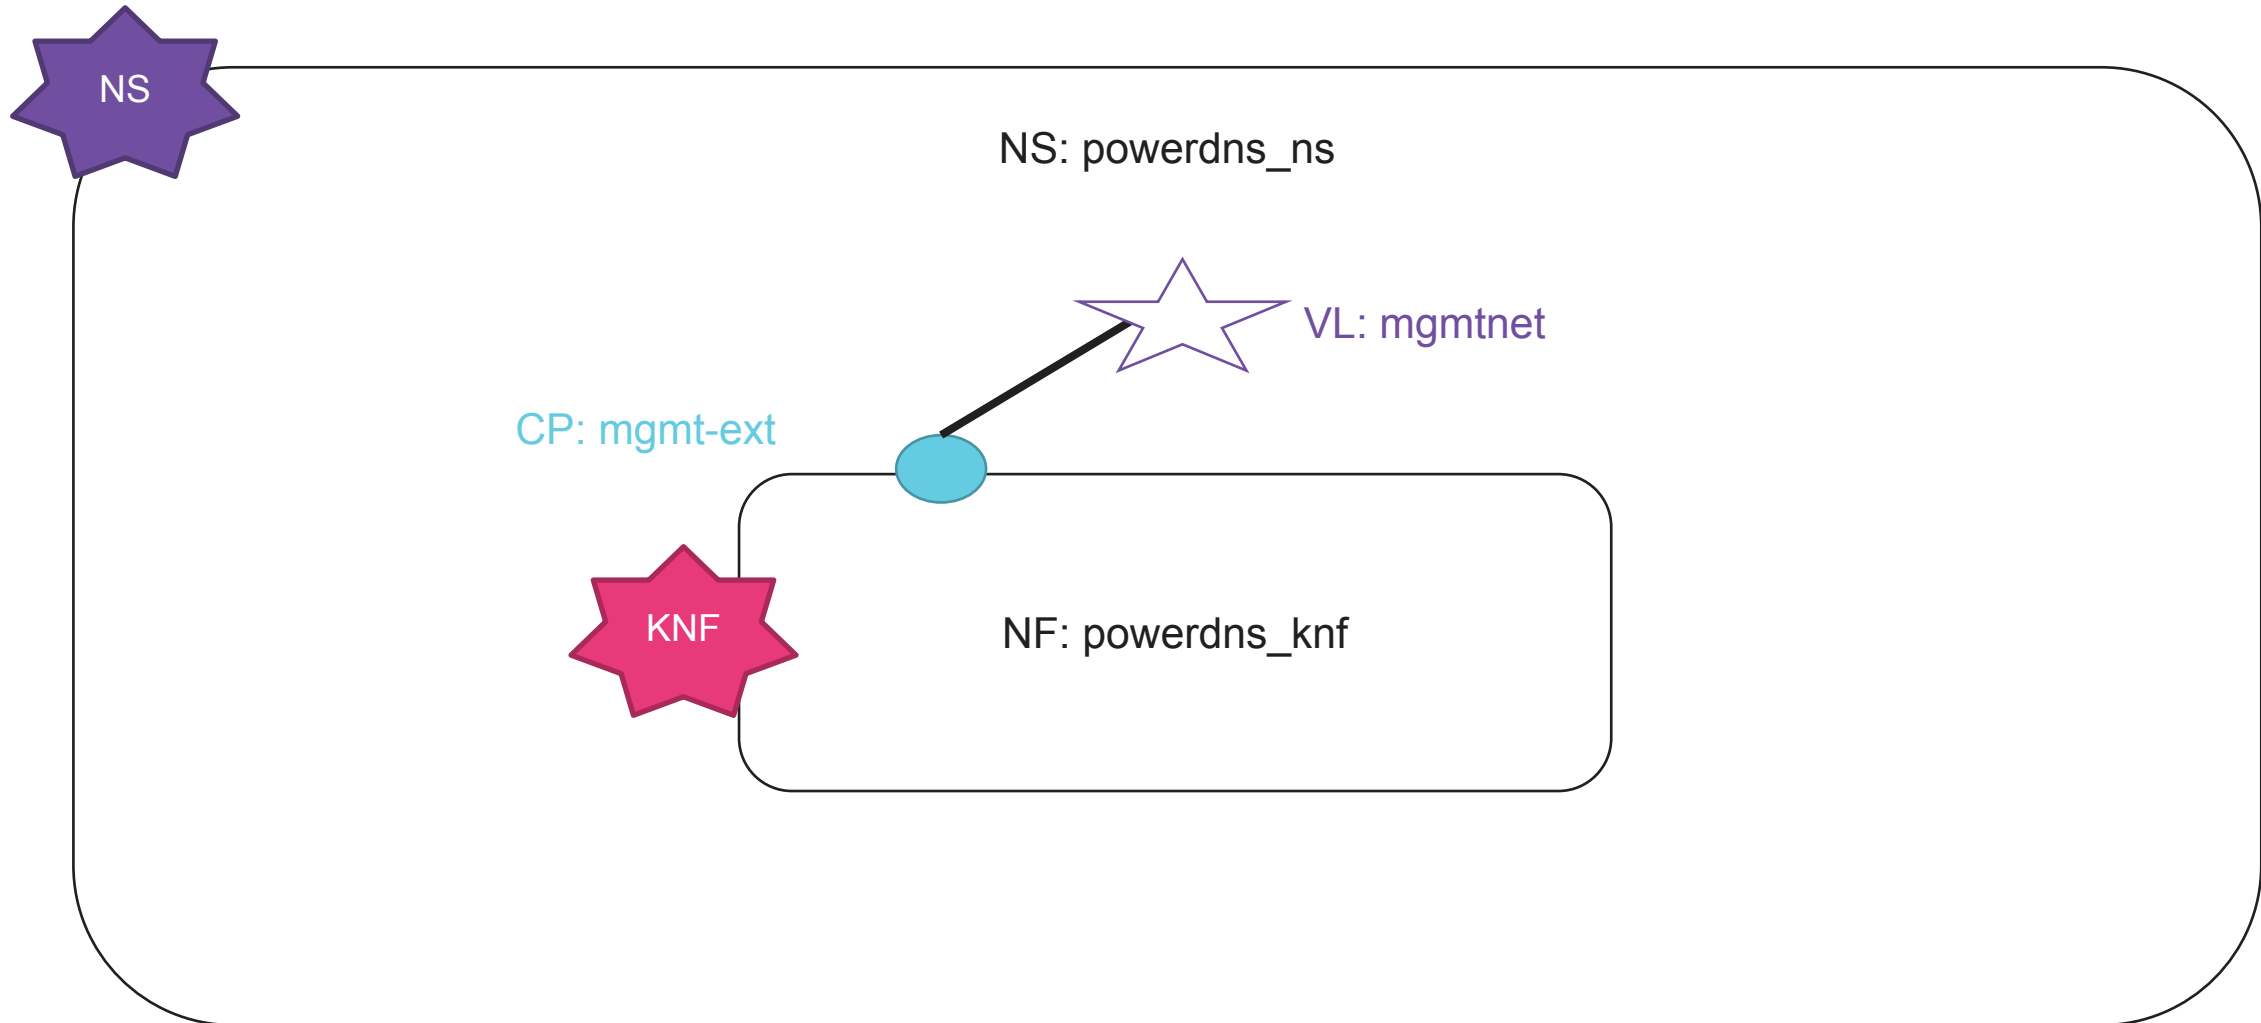 NS
NS: powerdns_ns
VL: mgmtnet
CP: mgmt-ext
KNF
NF: powerdns_knf